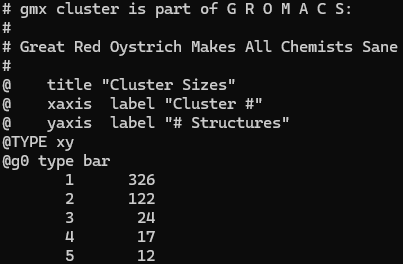 # gmx cluster is part of G R O M A C S:
#
# Great Red Oystrich Makes All Chemists Sane
#
@    title "Cluster Sizes"
@    xaxis  label "Cluster #"
@    yaxis  label "# Structures"
@TYPE xy
@g0 type bar
       1      326
       2      122
       3       24
       4       17
       5       12